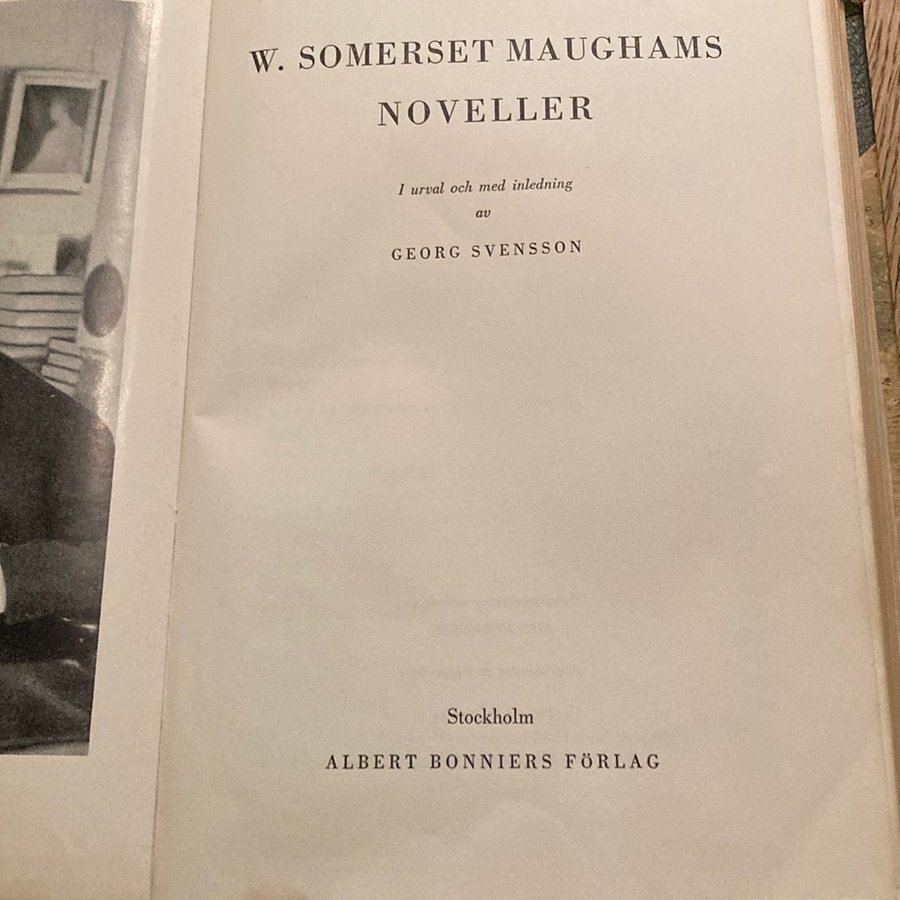 W. SOMERSET MAUGHAMS
NOVELLER
I urval och med inledning
av
GEORG SVENSSON
Stockholm
ALBERT BONNIERS FÖRLAG